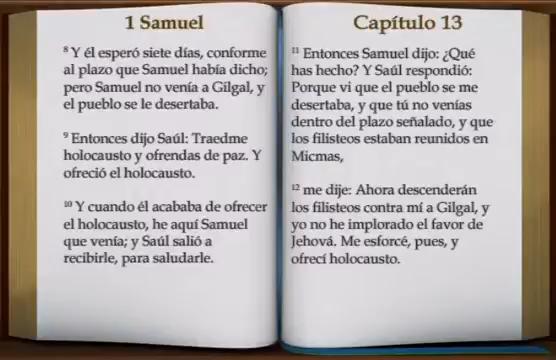 1 Samuel
⁸ Y él esperó siete días, conforme
al plazo que Samuel había dicho;
pero Samuel no venía a Gilgal, y
el pueblo se le desertaba.
⁹ Entonces dijo Saúl: Traedme
holocausto y ofrendas de paz. Y
ofreció el holocausto.
¹⁰ Y cuando él acababa de ofrecer
el holocausto, he aquí Samuel
que venía; y Saúl salió a
recibirle, para saludarle.
Capítulo 13
¹¹ Entonces Samuel dijo: ¿Qué
has hecho? Y Saúl respondió:
Porque vi que el pueblo se me
desertaba, y que tú no venías
dentro del plazo señalado, y que
los filisteos estaban reunidos en
Micmas,
¹² me dije: Ahora descenderán
los filisteos contra mí a Gilgal, y
yo no he implorado el favor de
Jehová. Me esforcé, pues, y
ofrecí holocausto.